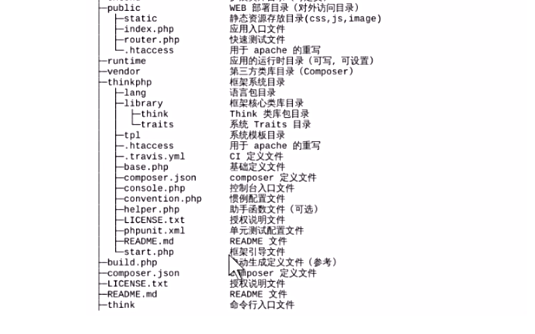 ├─public WEB 部署目录（对外访问目录）
│ ├─static 静态资源存放目录(css,js,image)
│ ├─index.php 应用入口文件
│ ├─router.php 快速测试文件
│ └─.htaccess 用于 apache 的重写
├─runtime 应用的运行时目录（可写，可设置）
├─vendor 第三方类库目录（Composer）
├─thinkphp 框架系统目录
│ ├─lang 语言包目录
│ ├─library 框架核心类库目录
│ │ ├─think Think 类库包目录
│ │ └─traits 系统 Traits 目录
│ ├─tpl 系统模板目录
│ ├─.htaccess 用于 apache 的重写
│ ├─.travis.yml CI 定义文件
│ ├─base.php 基础定义文件
│ ├─composer.json composer 定义文件
│ ├─console.php 控制台入口文件
│ ├─convention.php 惯例配置文件
│ ├─helper.php 助手函数文件（可选）
│ ├─LICENSE.txt 授权说明文件
│ ├─phpunit.xml 单元测试配置文件
│ ├─README.md README 文件
│ └─start.php 框架引导文件
├─build.php 动生成定义文件（参考）
├─composer.json composer 定义文件
├─LICENSE.txt 授权说明文件
├─README.md README 文件
├─think 命令行入口文件